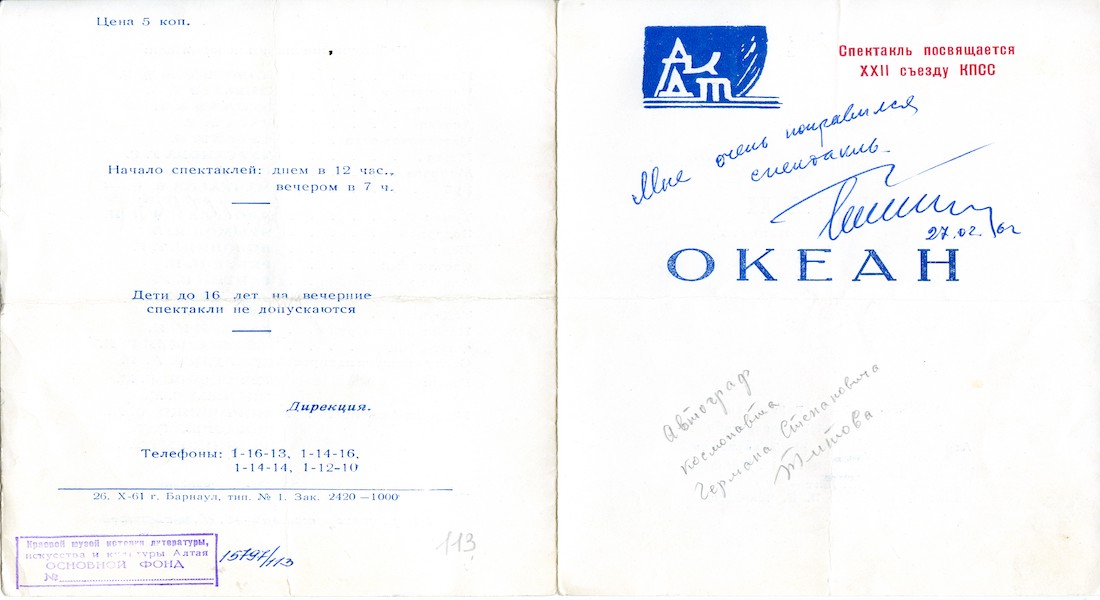 Цена 5 коп.
Начало спектаклей: днем в 12 час.,
вечером в 7 ч.
Дети до 16 лет на вечерние
спектакли не допускаются
Дирекция.
Телефоны: 1-16-13, 1-14-16,
1-14-14, 1-12-10
26. X-61 г. Барнаул, тип. № 1. Зак. 2420—1000
Краевой музей истории литературы,
искусства и культуры Алтая
ОСНОВНОЙ ФОНД
№
15797/113
113
АКДТ
Спектакль посвящается
XXII съезду КПСС
Мне очень понравился
спектакль.
27.02.62
ОКЕАН
Автограф
космонавта
Германа Степановича
Титова.